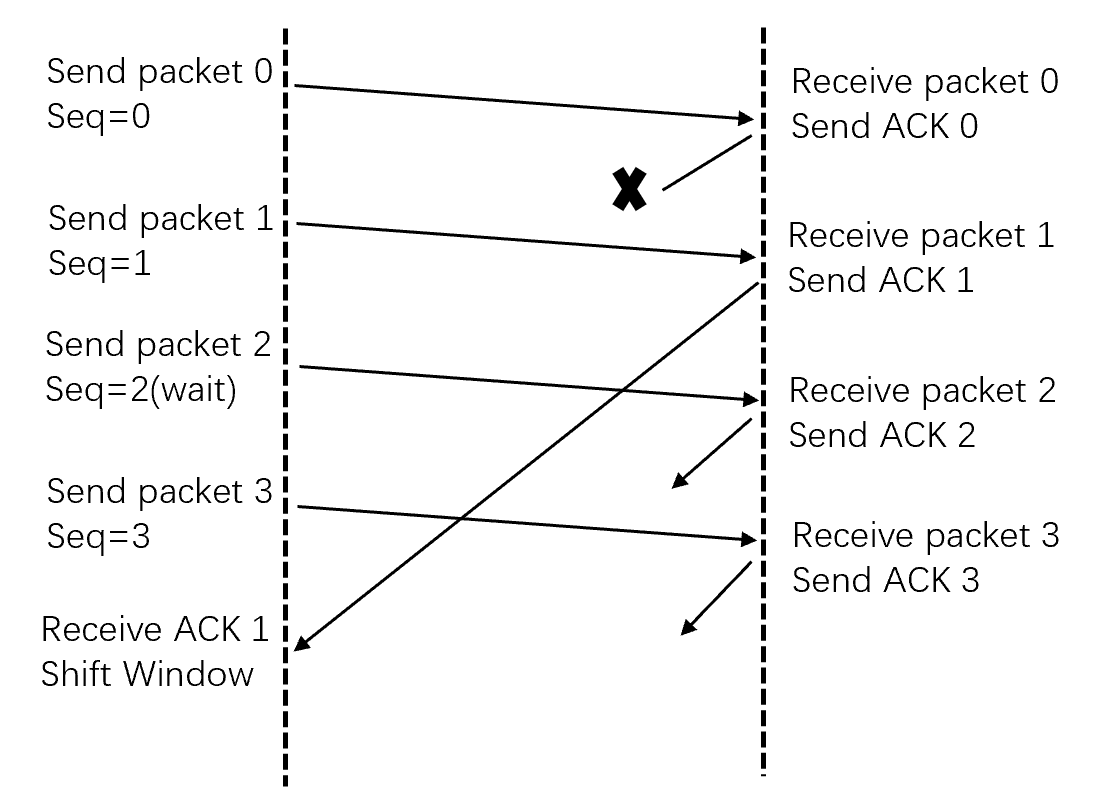 Send packet 0
Seq=0
Receive packet 0
Send ACK 0
Send packet 1
Seq=1
Receive packet 1
Send ACK 1
Send packet 2
Seq=2(wait)
Receive packet 2
Send ACK 2
Send packet 3
Seq=3
Receive packet 3
Send ACK 3
Receive ACK 1
Shift Window